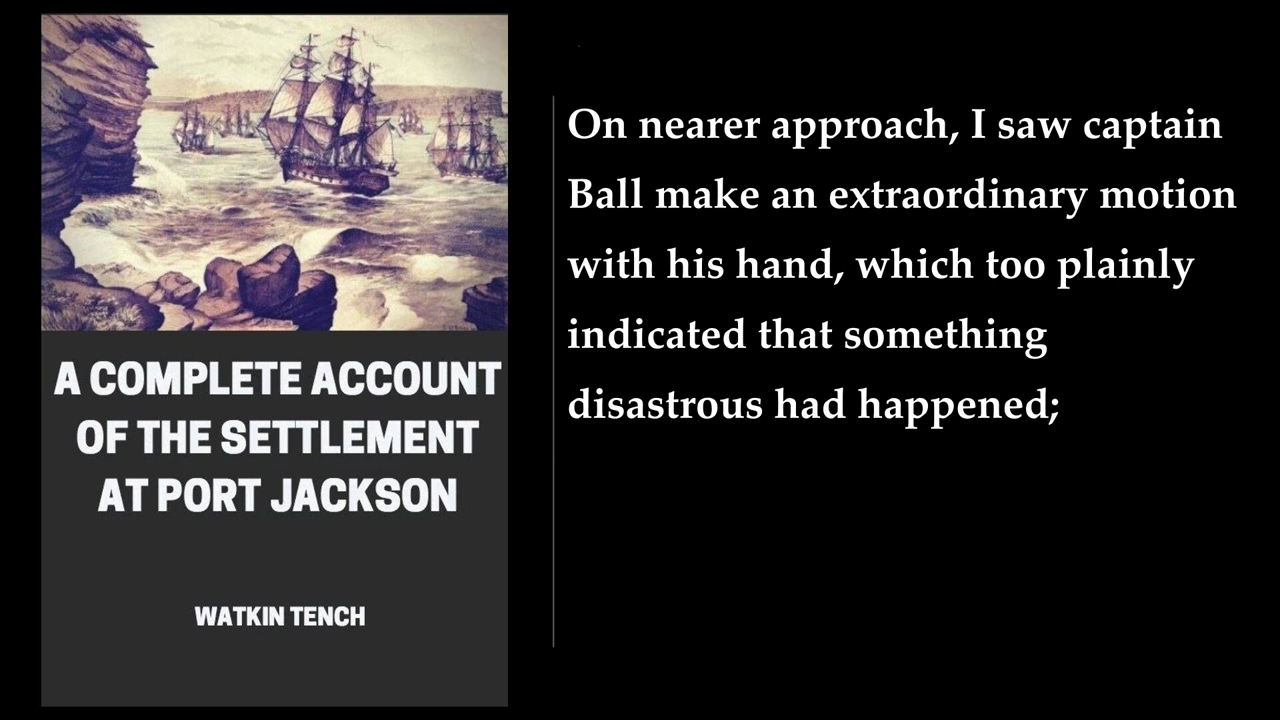 A COMPLETE ACCOUNT
OF THE SETTLEMENT
AT PORT JACKSON
WATKIN TENCH
On nearer approach, I saw captain
Ball make an extraordinary motion
with his hand, which too plainly
indicated that something
disastrous had happened;